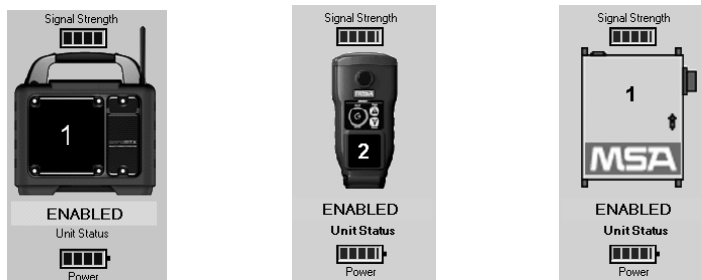 Signal Strength
1
ENABLED
Unit Status
Power
Signal Strength
MSA
2
ENABLED
Unit Status
Power
Signal Strength
1
MSA
ENABLED
Unit Status
Power